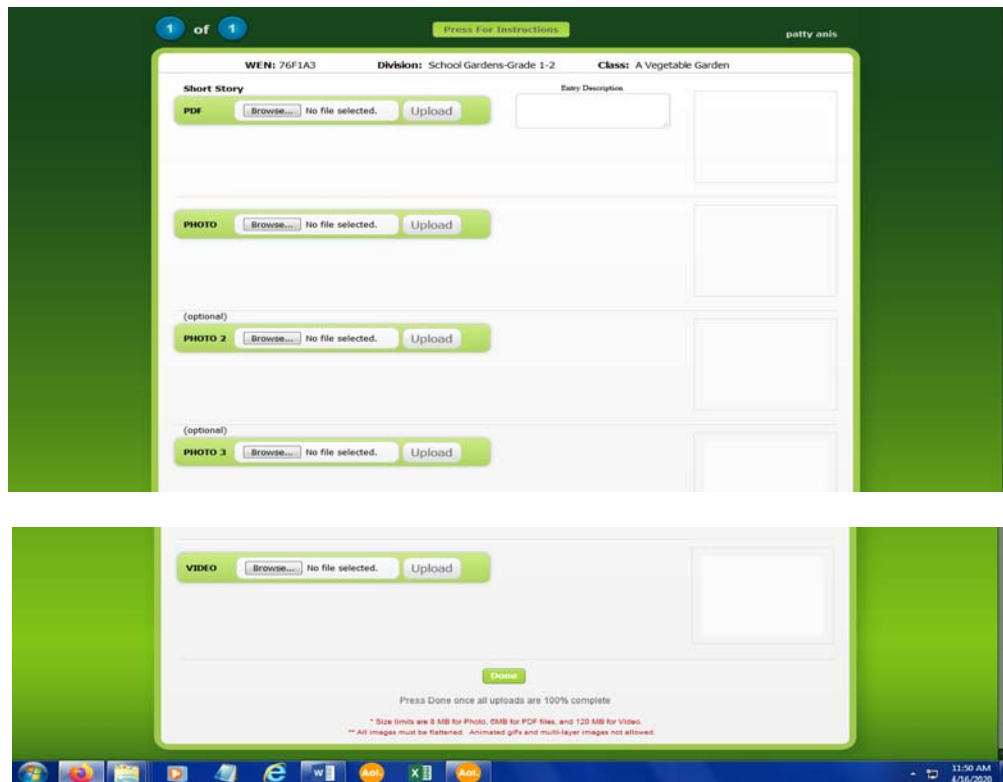 1 of 1
Press For Instructions
patty anis
WEN: 76F1A3 Division: School Gardens-Grade 1-2 Class: A Vegetable Garden
Short Story
Entry Description
PDF Browse... No file selected. Upload
PHOTO Browse... No file selected. Upload
(optional)
PHOTO 2 Browse... No file selected. Upload
(optional)
PHOTO 3 Browse... No file selected. Upload
VIDEO Browse... No file selected. Upload
Done
Press Done once all uploads are 100% complete
* Size limits are 8 MB for Photo, 6MB for PDF files, and 120 MB for Video.
** All images must be flattened. Animated gifs and multi-layer images not allowed.
Aol. Aol.
11:50 AM
4/16/2020